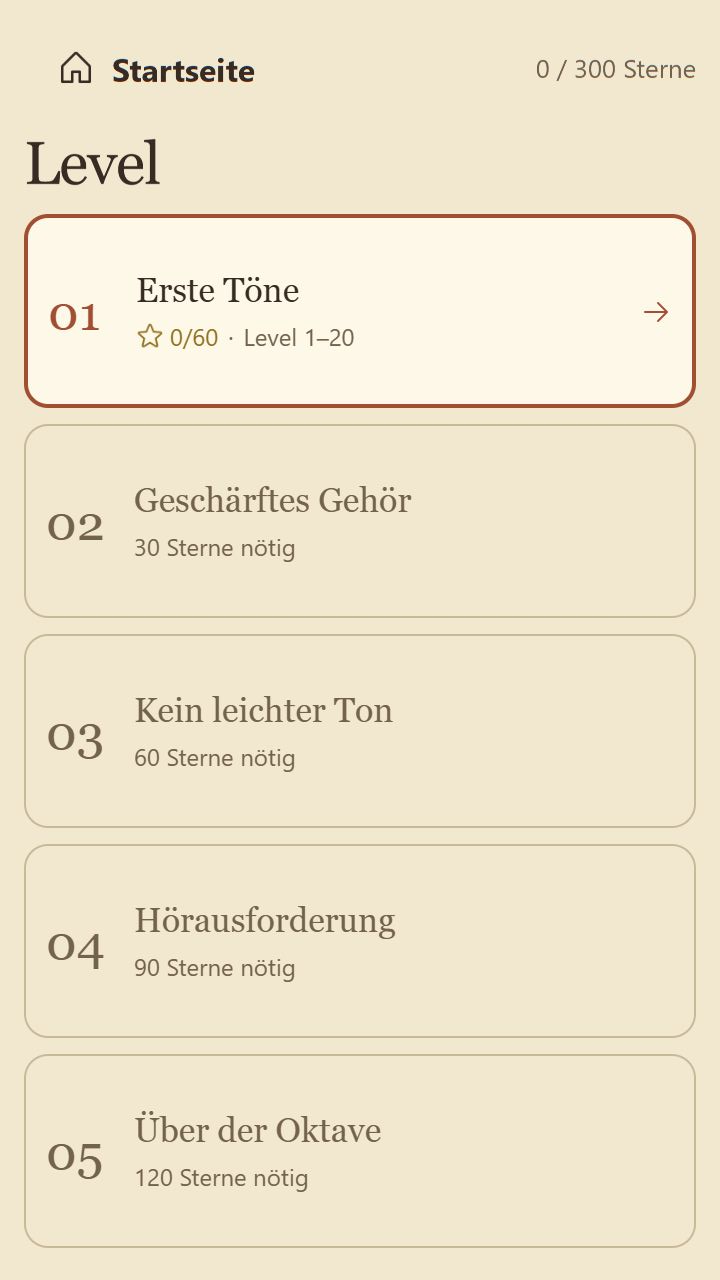 Startseite
0 / 300 Sterne
Level
01
Erste Töne
0/60 · Level 1–20
02
Geschärftes Gehör
30 Sterne nötig
03
Kein leichter Ton
60 Sterne nötig
04
Hörausforderung
90 Sterne nötig
05
Über der Oktave
120 Sterne nötig